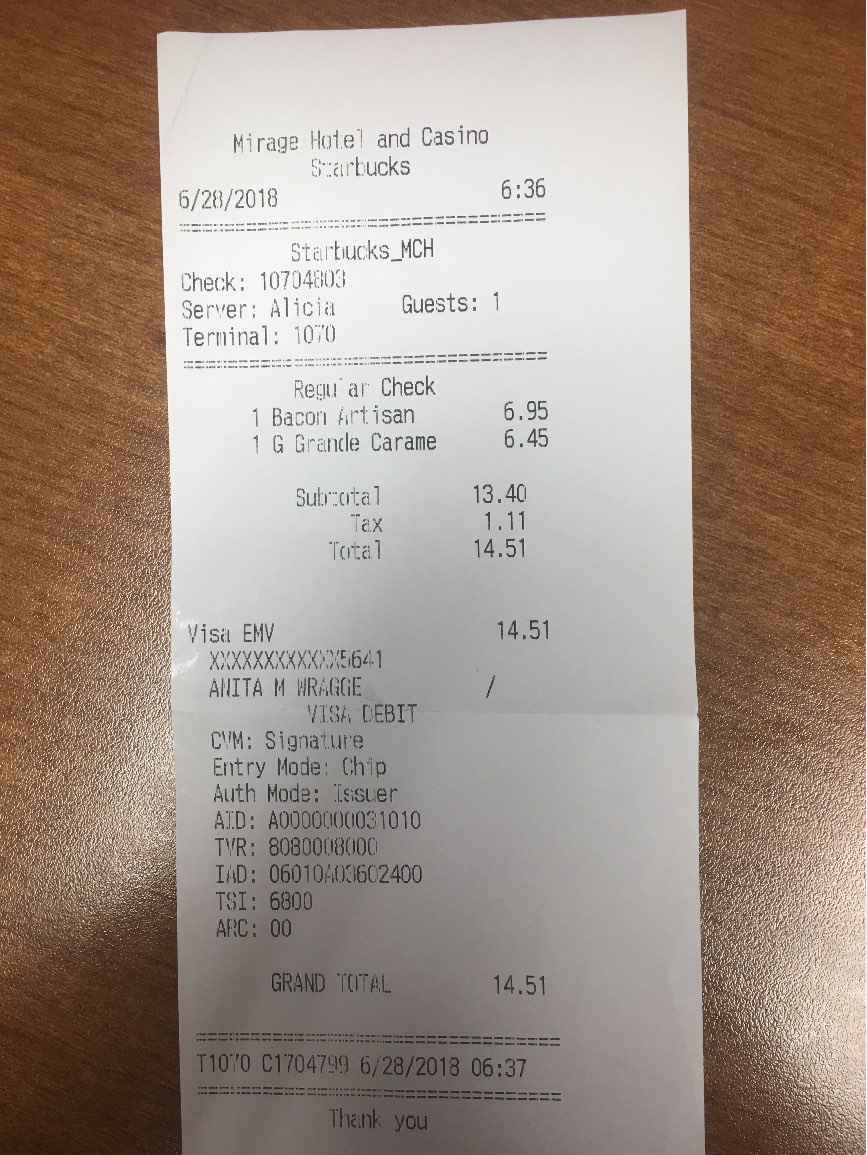 Mirage Hotel and Casino
Starbucks
6/28/2018 6:36
Starbucks_MCH
Check: 10704803
Server: Alicia Guests: 1
Terminal: 1070
Regular Check
1 Bacon Artisan 6.95
1 G Grande Carame 6.45
Subtotal 13.40
Tax 1.11
Total 14.51
Visa EMV 14.51
XXXXXXXXXXXX5641
ANITA M WRAGGE /
VISA DEBIT
CVM: Signature
Entry Mode: Chip
Auth Mode: Issuer
AID: A0000000031010
TVR: 8080008000
IAD: 06010A03602400
TSI: 6800
ARC: 00
GRAND TOTAL 14.51
T1070 C1704799 6/28/2018 06:37
Thank you